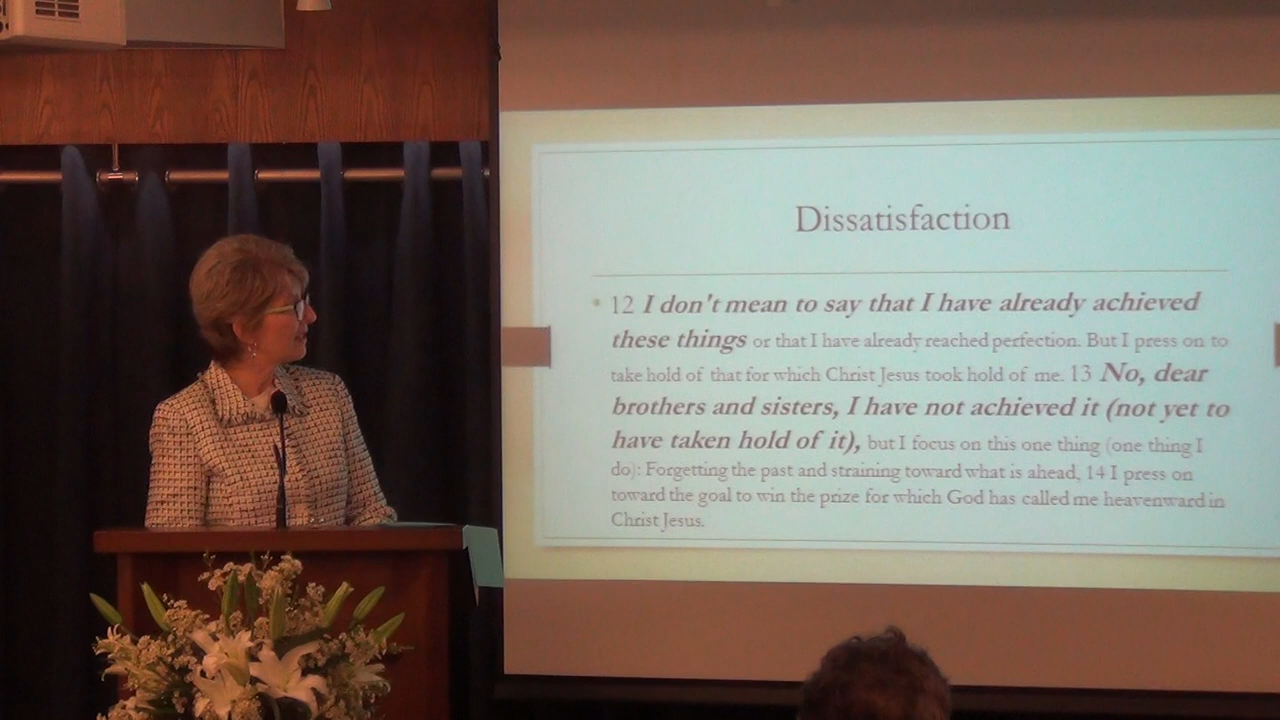 Dissatisfaction
• 12 I don't mean to say that I have already achieved
these things or that I have already reached perfection. But I press on to
take hold of that for which Christ Jesus took hold of me. 13 No, dear
brothers and sisters, I have not achieved it (not yet to
have taken hold of it), but I focus on this one thing (one thing I
do): Forgetting the past and straining toward what is ahead, 14 I press on
toward the goal to win the prize for which God has called me heavenward in
Christ Jesus.